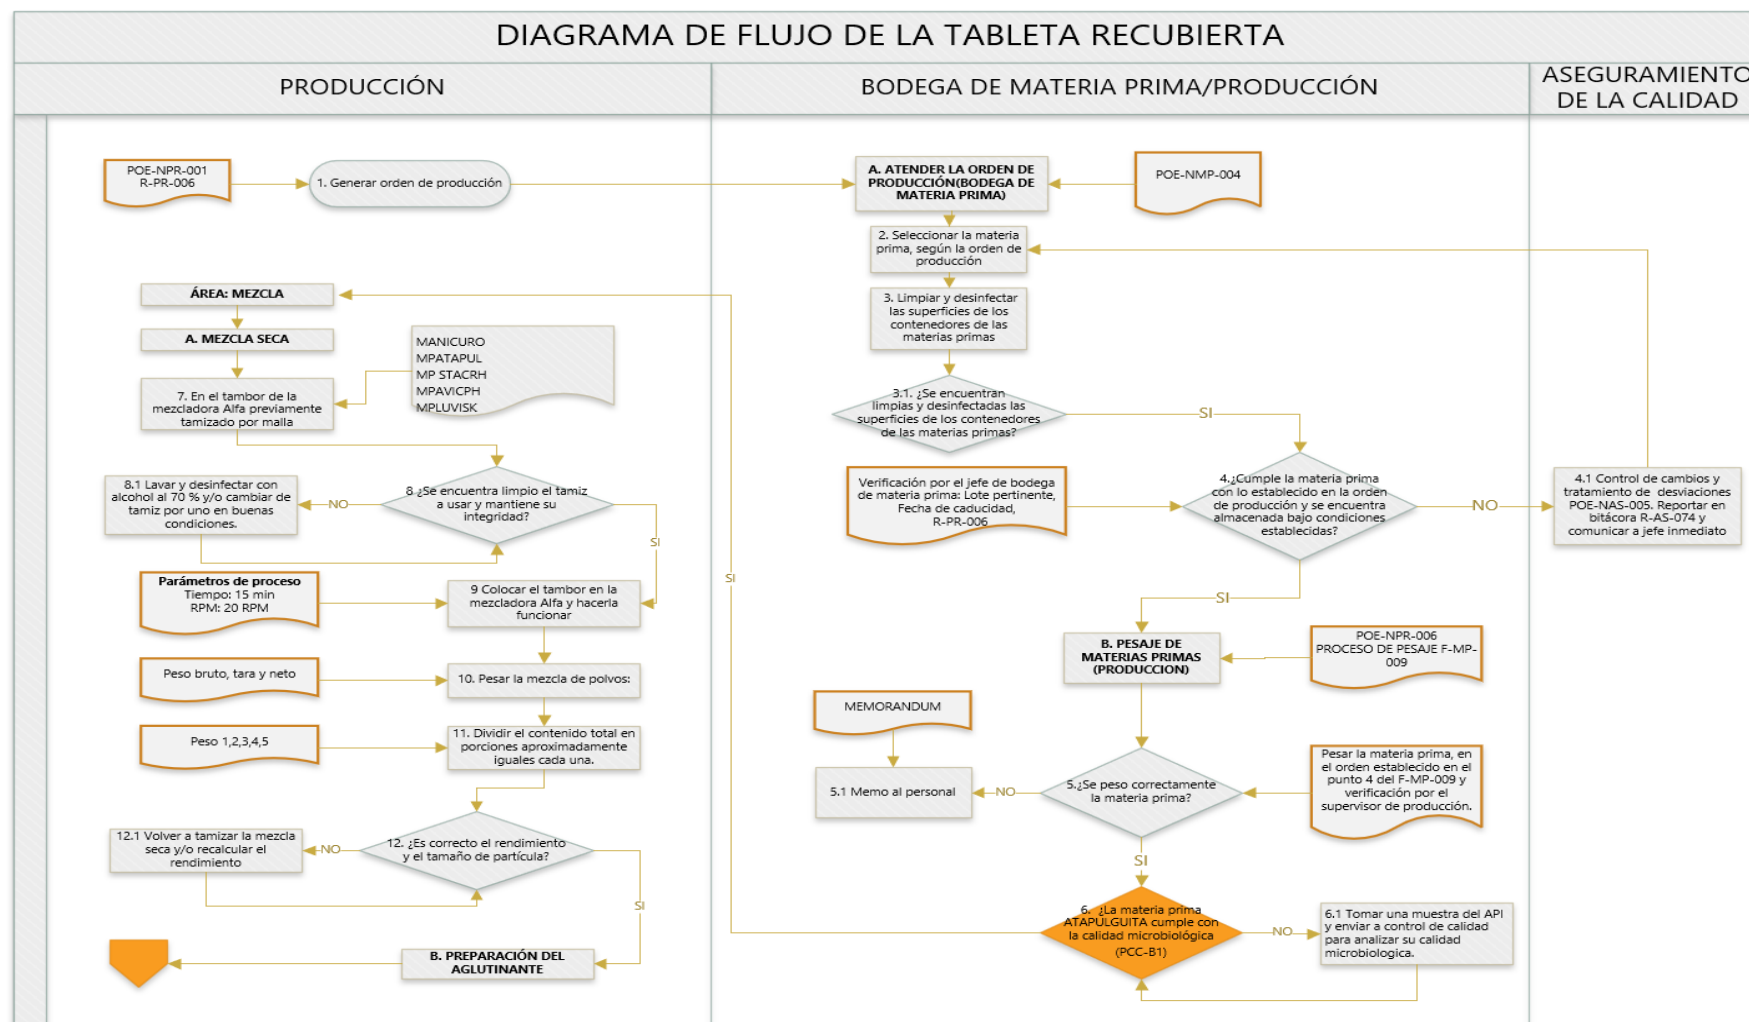 DIAGRAMA DE FLUJO DE LA TABLETA RECUBIERTA
PRODUCCIÓN
BODEGA DE MATERIA PRIMA/PRODUCCIÓN
ASEGURAMIENTO
DE LA CALIDAD
POE-NPR-001
R-PR-006
1. Generar orden de producción
A. ATENDER LA ORDEN DE
PRODUCCIÓN(BODEGA DE
MATERIA PRIMA)
POE-NMP-004
2. Seleccionar la materia
prima, según la orden de
producción
3. Limpiar y desinfectar
las superficies de los
contenedores de las
materias primas
3.1. ¿Se encuentran
limpias y desinfectadas las
superficies de los contenedores
de las materias primas?
SI
Verificación por el jefe de bodega
de materia prima: Lote pertinente,
Fecha de caducidad,
R-PR-006
4.¿Cumple la materia prima
con lo establecido en la orden
de producción y se encuentra
almacenada bajo condiciones
establecidas?
NO
4.1 Control de cambios y
tratamiento de desviaciones
POE-NAS-005. Reportar en
bitácora R-AS-074 y
comunicar a jefe inmediato
SI
B. PESAJE DE
MATERIAS PRIMAS
(PRODUCCION)
POE-NPR-006
PROCESO DE PESAJE F-MP-
009
MEMORANDUM
5.1 Memo al personal
NO
5.¿Se peso correctamente
la materia prima?
Pesar la materia prima, en
el orden establecido en el
punto 4 del F-MP-009 y
verificación por el
supervisor de producción.
SI
6. ¿La materia prima
ATAPULGUITA cumple con
la calidad microbiológica
(PCC-B1)
NO
6.1 Tomar una muestra del API
y enviar a control de calidad
para analizar su calidad
microbiologica.
SI
ÁREA: MEZCLA
A. MEZCLA SECA
MANICURO
MPATAPUL
MP STACRH
MPAVICPH
MPLUVISK
7. En el tambor de la
mezcladora Alfa previamente
tamizado por malla
8 ¿Se encuentra limpio el tamiz
a usar y mantiene su
integridad?
NO
8.1 Lavar y desinfectar con
alcohol al 70 % y/o cambiar de
tamiz por uno en buenas
condiciones.
SI
Parámetros de proceso
Tiempo: 15 min
RPM: 20 RPM
9 Colocar el tambor en la
mezcladora Alfa y hacerla
funcionar
Peso bruto, tara y neto
10. Pesar la mezcla de polvos:
Peso 1,2,3,4,5
11. Dividir el contenido total en
porciones aproximadamente
iguales cada una.
12.1 Volver a tamizar la mezcla
seca y/o recalcular el
rendimiento
NO
12. ¿Es correcto el rendimiento
y el tamaño de partícula?
SI
B. PREPARACIÓN DEL
AGLUTINANTE